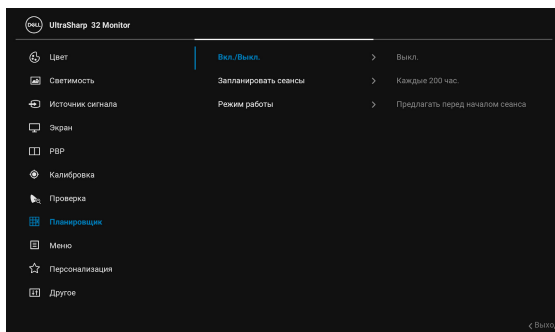 DELL UltraSharp 32 Monitor
Цвет
Вкл./Выкл. Выкл.
Светимость
Запланировать сеансы Каждые 200 час.
Источник сигнала
Режим работы Предлагать перед началом сеанса
Экран
PBP
Калибровка
Проверка
Планировщик
Меню
Персонализация
Другое
Выход